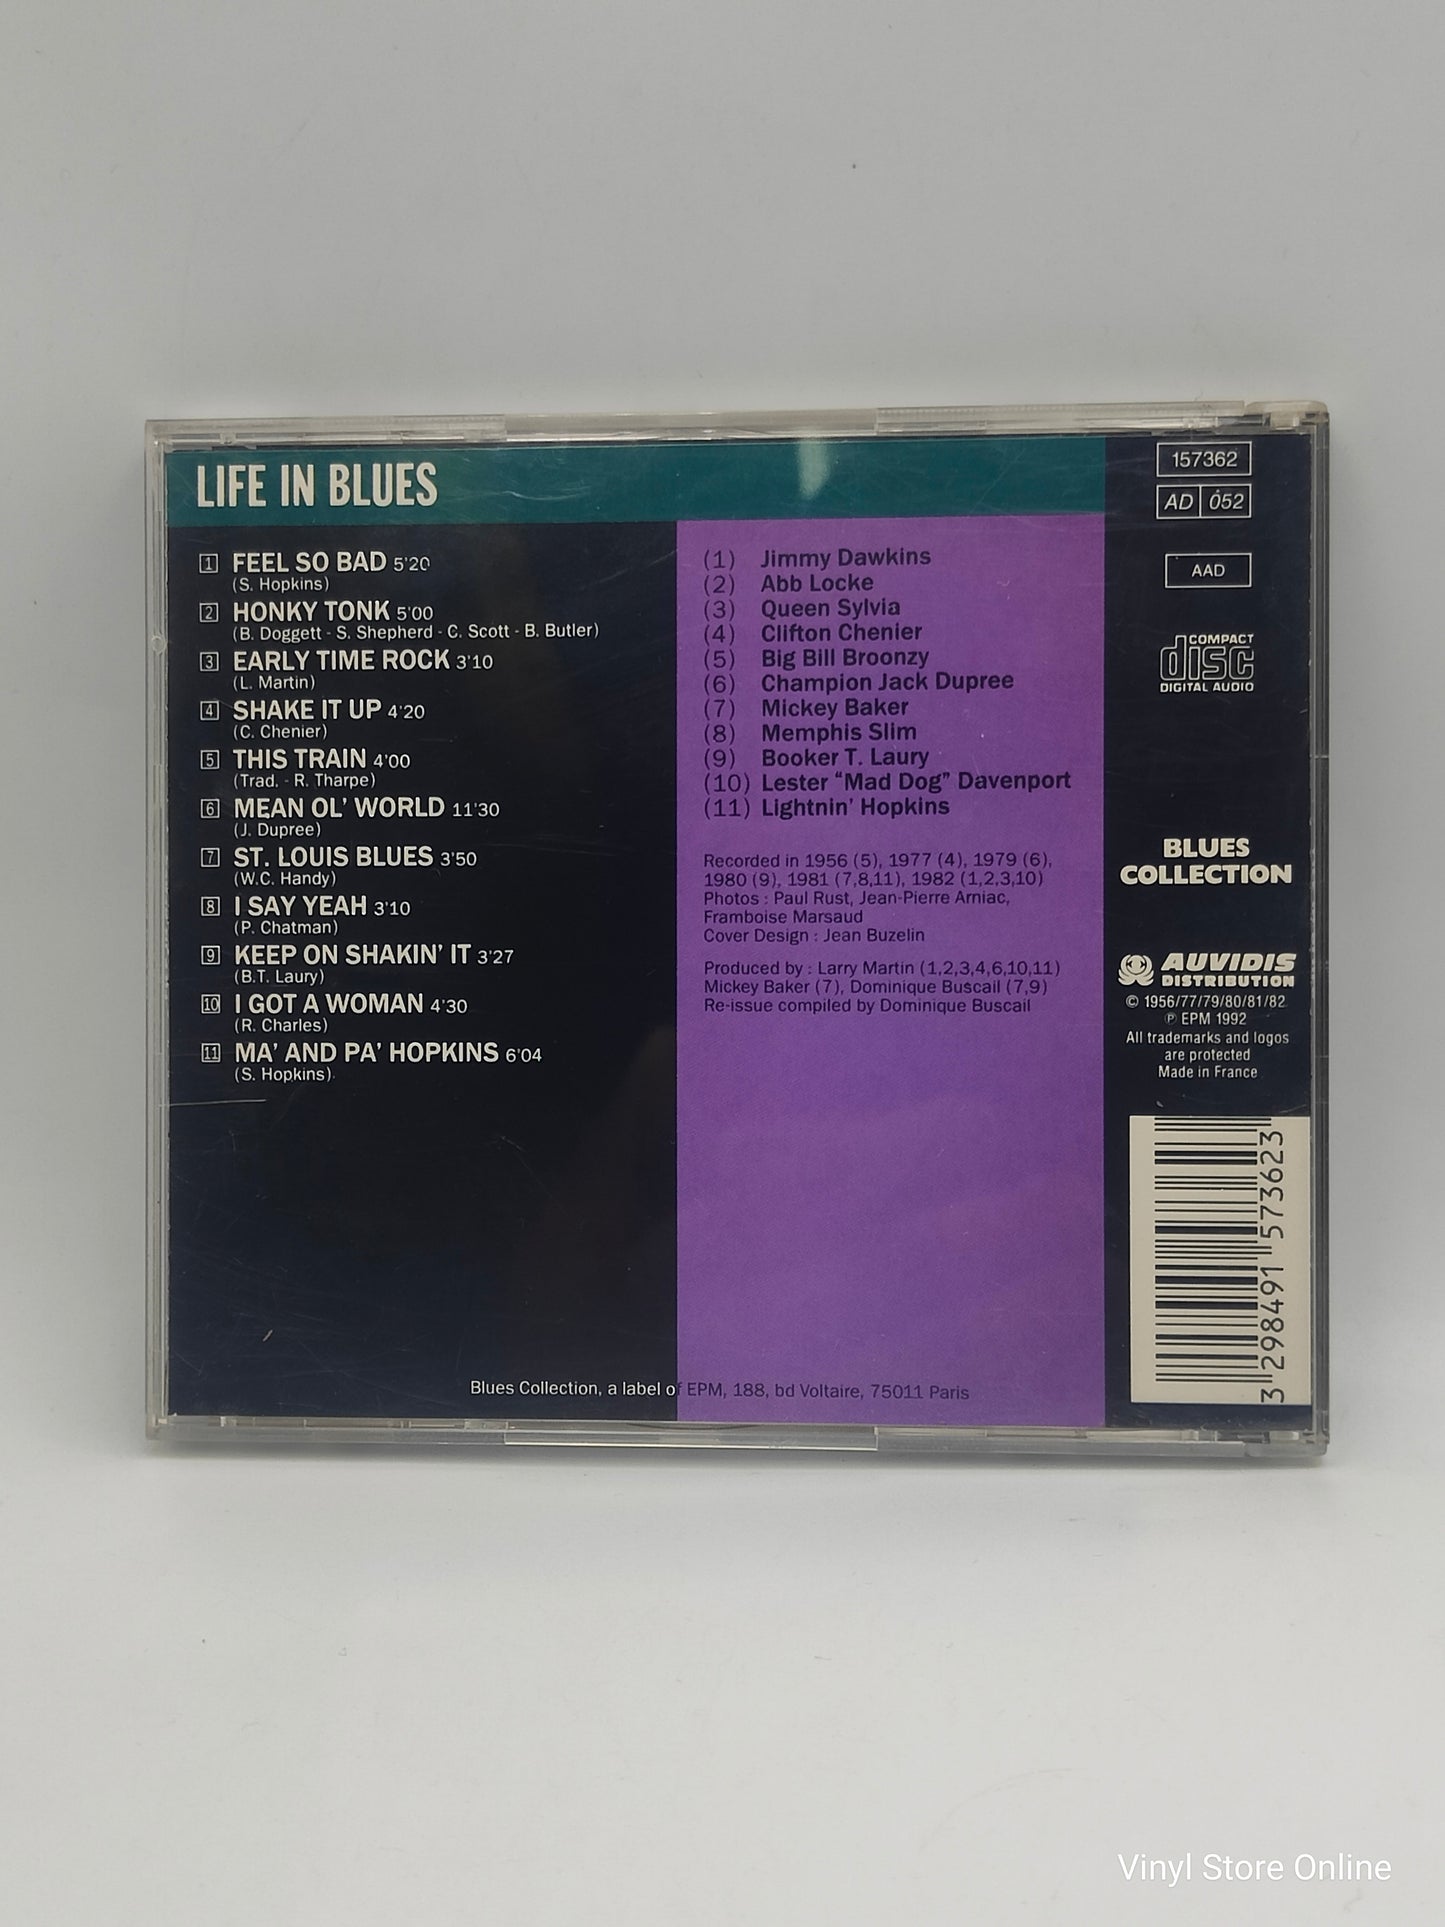 LIFE IN BLUES
1 FEEL SO BAD 5'20
(S. Hopkins)
2 HONKY TONK 5'00
(B. Doggett - S. Shepherd - C. Scott - B. Butler)
3 EARLY TIME ROCK 3'10
(L. Martin)
4 SHAKE IT UP 4'20
(C. Chenier)
5 THIS TRAIN 4'00
(Trad. - R. Tharpe)
6 MEAN OL' WORLD 11'30
(J. Dupree)
7 ST. LOUIS BLUES 3'50
(W.C. Handy)
8 I SAY YEAH 3'10
(P. Chatman)
9 KEEP ON SHAKIN' IT 3'27
(B.T. Laury)
10 I GOT A WOMAN 4'30
(R. Charles)
11 MA' AND PA' HOPKINS 6'04
(S. Hopkins)
(1) Jimmy Dawkins
(2) Abb Locke
(3) Queen Sylvia
(4) Clifton Chenier
(5) Big Bill Broonzy
(6) Champion Jack Dupree
(7) Mickey Baker
(8) Memphis Slim
(9) Booker T. Laury
(10) Lester “Mad Dog” Davenport
(11) Lightnin' Hopkins
Recorded in 1956 (5), 1977 (4), 1979 (6),
1980 (9), 1981 (7,8,11), 1982 (1,2,3,10)
Photos : Paul Rust, Jean-Pierre Arniac,
Framboise Marsaud
Cover Design : Jean Buzelin
Produced by : Larry Martin (1,2,3,4,6,10,11)
Mickey Baker (7), Dominique Buscail (7,9)
Re-issue compiled by Dominique Buscail
Blues Collection, a label of EPM, 188, bd Voltaire, 75011 Paris
157362
AD 052
AAD
COMPACT
disc
DIGITAL AUDIO
BLUES
COLLECTION
AUVIDIS
DISTRIBUTION
© 1956/77/79/80/81/82
℗ EPM 1992
All trademarks and logos
are protected
Made in France
3 298491 573623
Vinyl Store Online